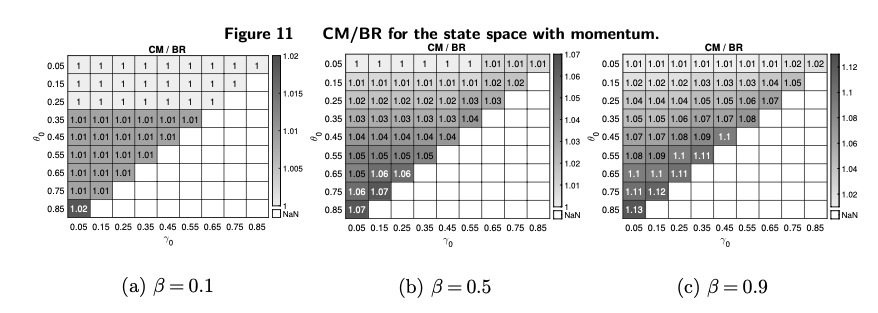 Figure 11 CM/BR for the state space with momentum.
CM / BR
0.05 1 1 1 1 1 1 1 1 1
0.15 1 1 1 1 1 1 1 1
0.25 1 1 1 1 1 1 1
0.35 1.01 1.01 1.01 1.01 1.01 1.01
0.45 1.01 1.01 1.01 1.01 1.01
0.55 1.01 1.01 1.01 1.01
0.65 1.01 1.01 1.01
0.75 1.01 1.01
0.85 1.02
θ₀
0.05 0.15 0.25 0.35 0.45 0.55 0.65 0.75 0.85
γ₀
1.02
1.015
1.01
1.005
1
NaN
(a) β = 0.1
CM / BR
0.05 1 1 1 1 1 1 1.01 1.01 1.01
0.15 1.01 1.01 1.01 1.01 1.01 1.01 1.02 1.02
0.25 1.02 1.02 1.02 1.02 1.02 1.03 1.03
0.35 1.03 1.03 1.03 1.03 1.03 1.04
0.45 1.04 1.04 1.04 1.04 1.04
0.55 1.05 1.05 1.05 1.05
0.65 1.05 1.06 1.06
0.75 1.06 1.07
0.85 1.07
θ₀
0.05 0.15 0.25 0.35 0.45 0.55 0.65 0.75 0.85
γ₀
1.07
1.06
1.05
1.04
1.03
1.02
1.01
1
NaN
(b) β = 0.5
CM / BR
0.05 1.01 1.01 1.01 1.01 1.01 1.01 1.01 1.02 1.02
0.15 1.02 1.02 1.02 1.03 1.03 1.04 1.04 1.05
0.25 1.04 1.04 1.04 1.05 1.05 1.06 1.07
0.35 1.05 1.05 1.06 1.07 1.07 1.08
0.45 1.07 1.07 1.08 1.09 1.1
0.55 1.08 1.09 1.1 1.11
0.65 1.1 1.1 1.11
0.75 1.11 1.12
0.85 1.13
θ₀
0.05 0.15 0.25 0.35 0.45 0.55 0.65 0.75 0.85
γ₀
1.12
1.1
1.08
1.06
1.04
1.02
NaN
(c) β = 0.9